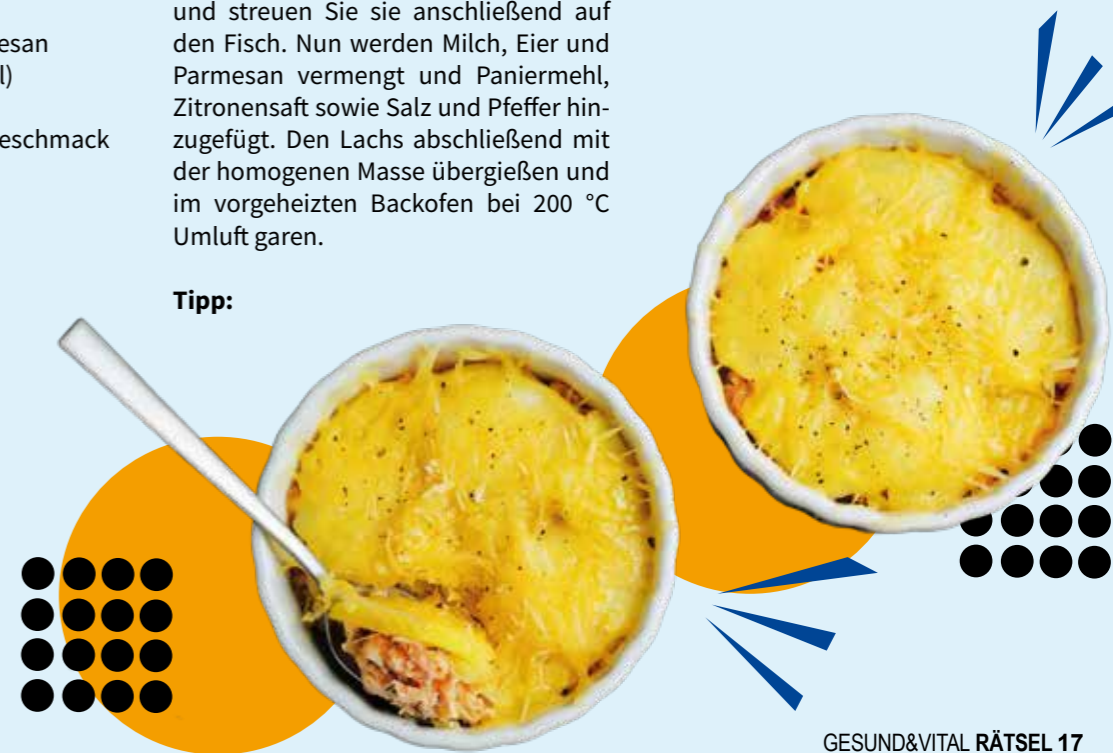 esan
l)
eschmack
und streuen Sie sie anschließend auf
den Fisch. Nun werden Milch, Eier und
Parmesan vermengt und Paniermehl,
Zitronensaft sowie Salz und Pfeffer hin-
zugefügt. Den Lachs abschließend mit
der homogenen Masse übergießen und
im vorgeheizten Backofen bei 200 °C
Umluft garen.
Tipp:
GESUND&VITAL RÄTSEL 17